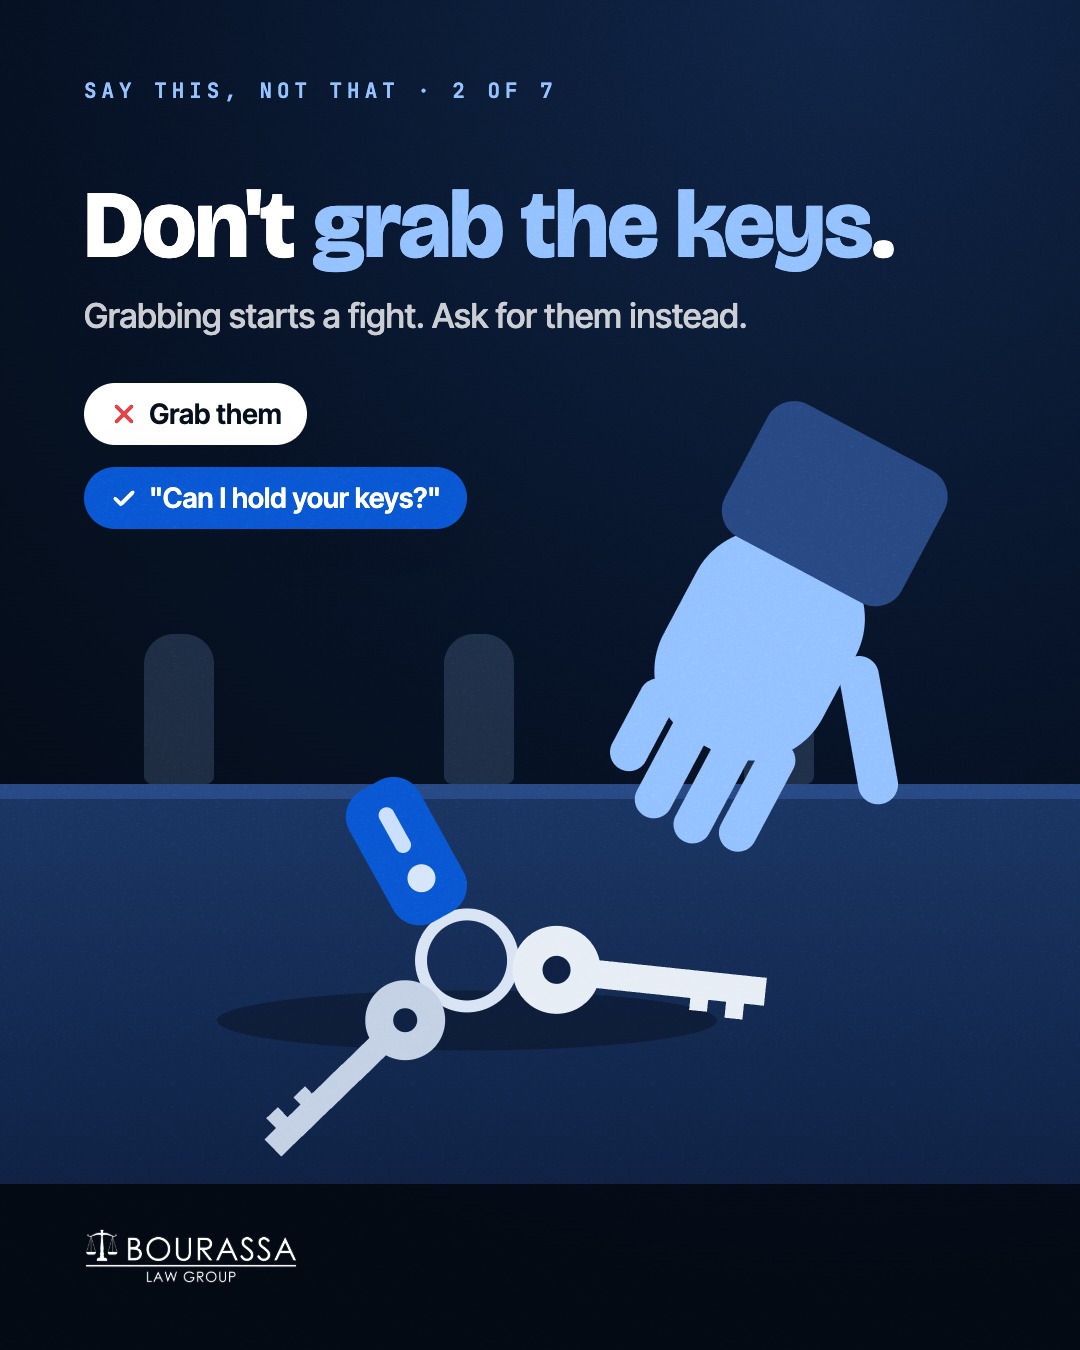 SAY THIS, NOT THAT · 2 OF 7
Don't grab the keys.
Grabbing starts a fight. Ask for them instead.
Grab them
"Can I hold your keys?"
BOURASSA
LAW GROUP